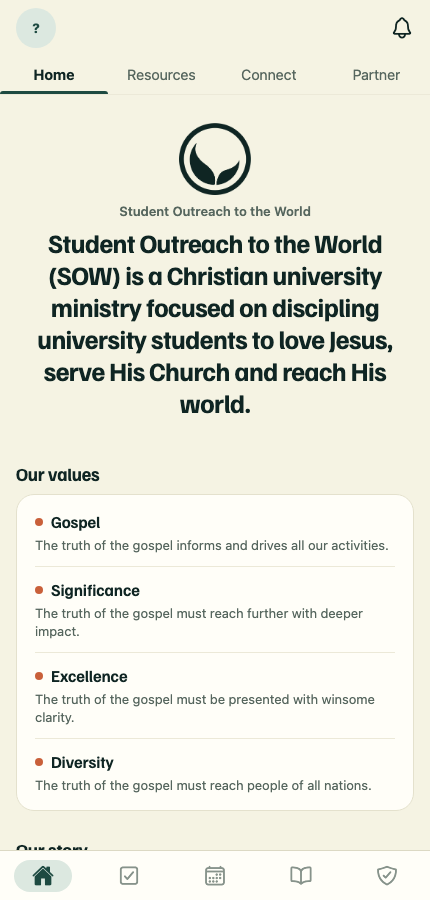 ?
Home Resources Connect Partner
Student Outreach to the World
Student Outreach to the World
(SOW) is a Christian university
ministry focused on discipling
university students to love Jesus,
serve His Church and reach His
world.
Our values
Gospel
The truth of the gospel informs and drives all our activities.
Significance
The truth of the gospel must reach further with deeper
impact.
Excellence
The truth of the gospel must be presented with winsome
clarity.
Diversity
The truth of the gospel must reach people of all nations.
Our story